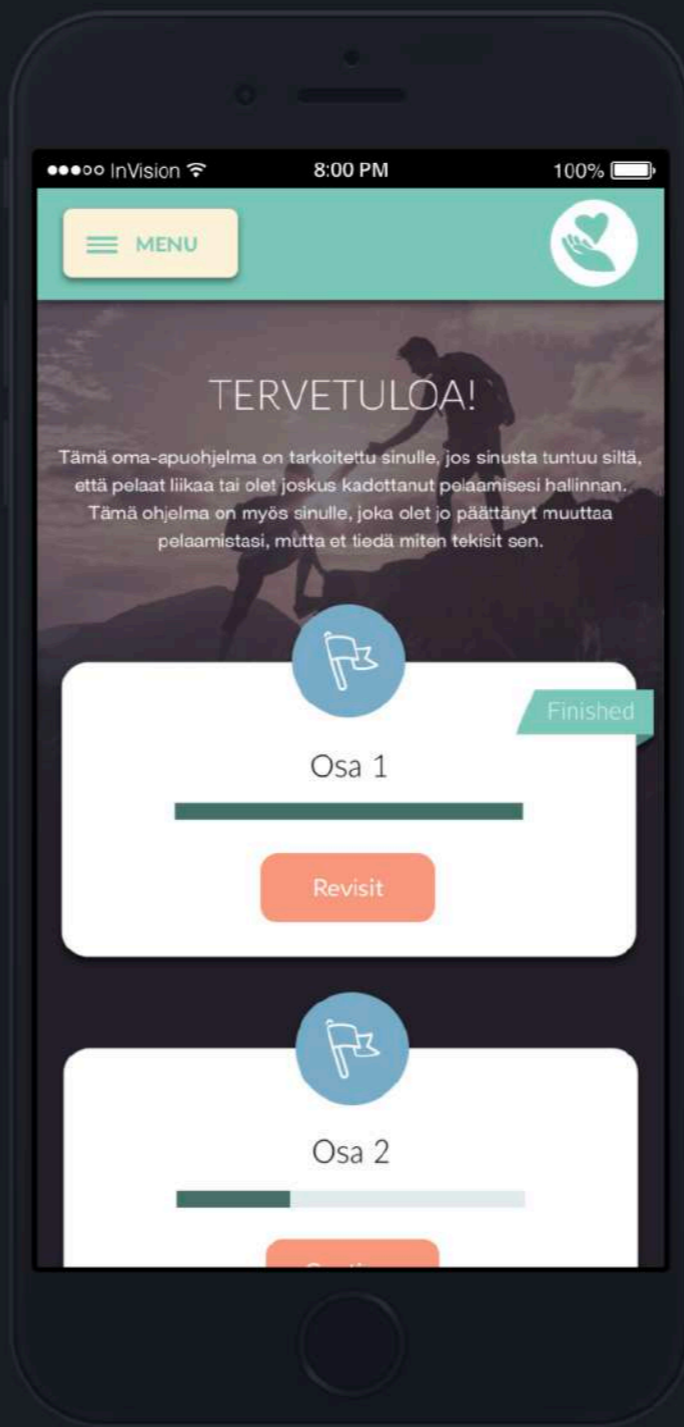 InVision 8:00 PM 100%
MENU
TERVETULOA!
Tämä oma-apuohjelma on tarkoitettu sinulle, jos sinusta tuntuu siltä,
että pelaat liikaa tai olet joskus kadottanut pelaamisesi hallinnan.
Tämä ohjelma on myös sinulle, joka olet jo päättänyt muuttaa
pelaamistasi, mutta et tiedä miten tekisit sen.
Finished
Osa 1
Revisit
Osa 2